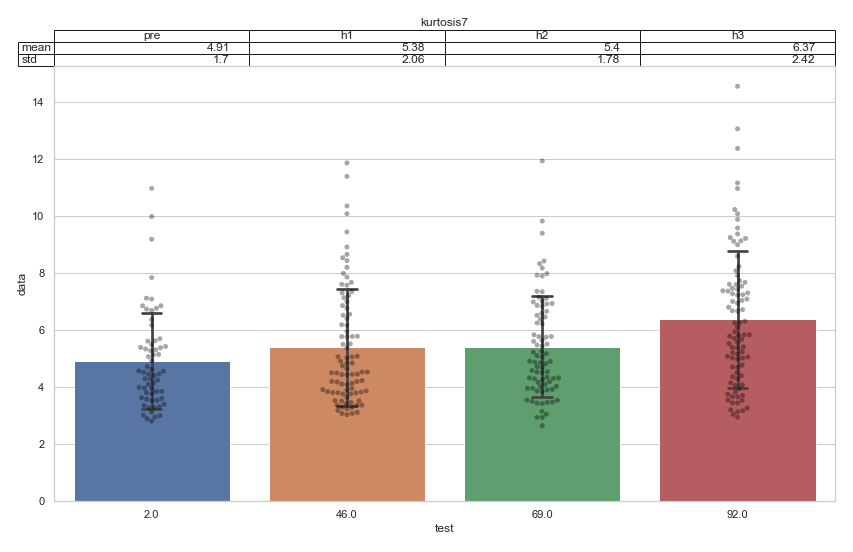 kurtosis7
pre h1 h2 h3
mean 4.91 5.38 5.4 6.37
std 1.7 2.06 1.78 2.42
14
12
10
8
6
4
2
0
data
2.0 46.0 69.0 92.0
test